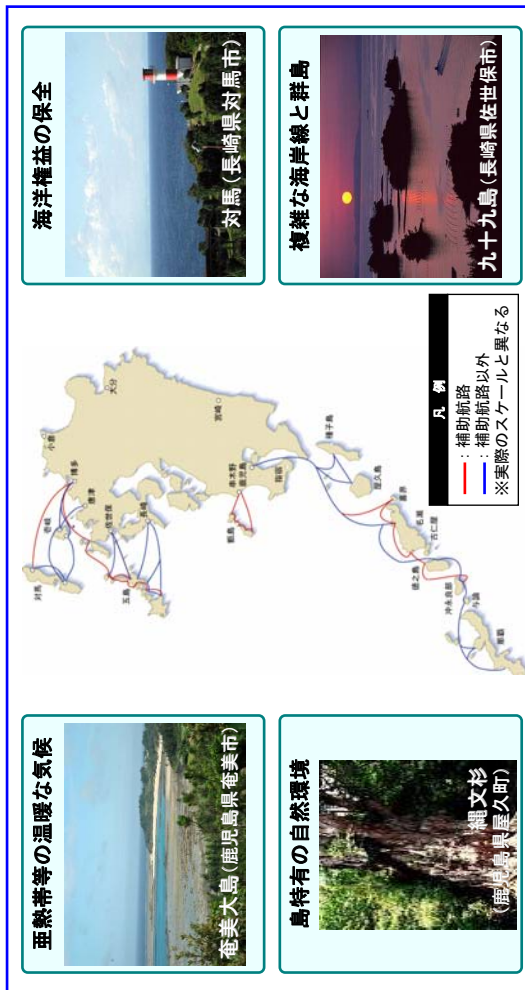 亜熱帯等の温暖な気候
奄美大島(鹿児島県奄美市)
島特有の自然環境
縄文杉
(鹿児島県屋久町)
対馬
壱岐
小倉
博多
唐津
大分
佐世保
五島
長崎
宮崎
串木野
鹿児島
甑島
指宿
種子島
屋久島
喜界
名瀬
古仁屋
徳之島
沖永良部
与論
那覇
凡 例
:補助航路
:補助航路以外
※実際のスケールと異なる
海洋権益の保全
対馬(長崎県対馬市)
複雑な海岸線と群島
九十九島(長崎県佐世保市)